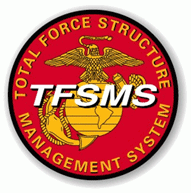 TOTAL FORCE STRUCTURE
TFSMS
MANAGEMENT SYSTEM